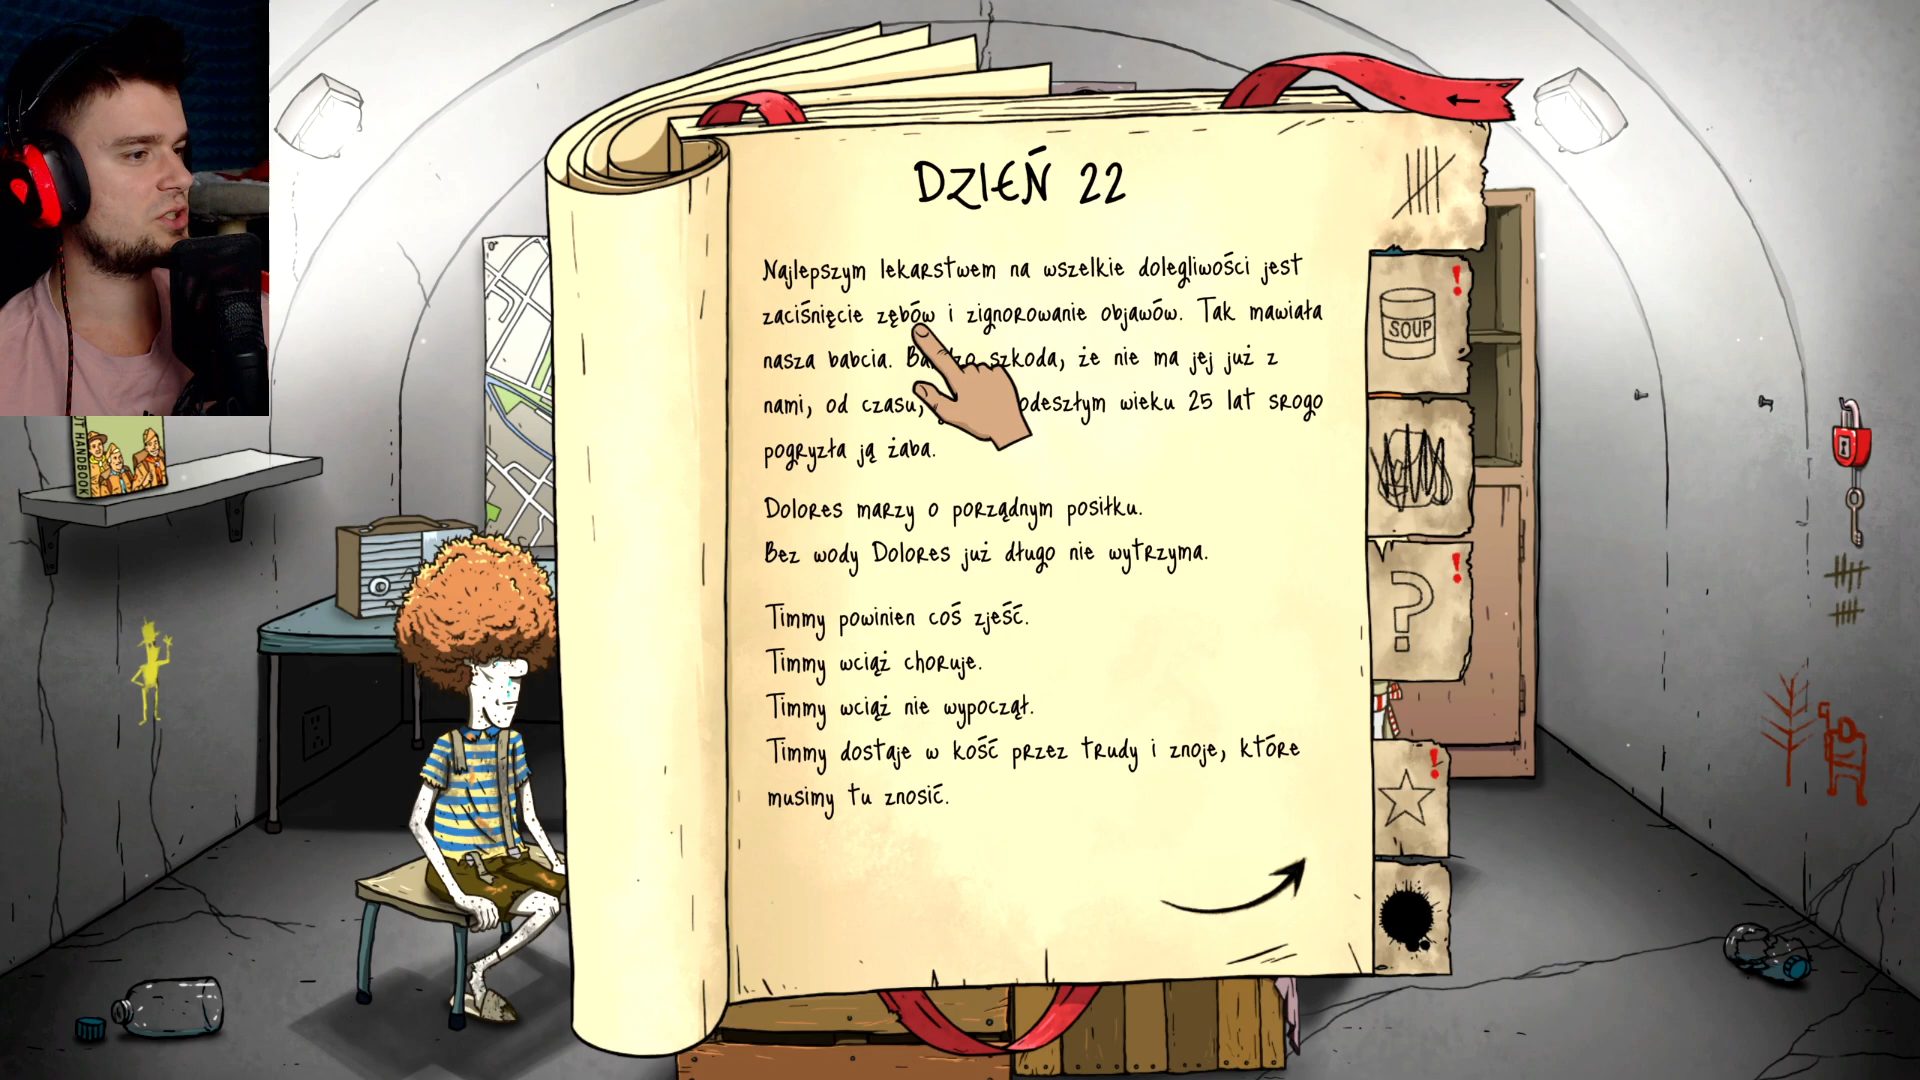 DZIEŃ 22
Najlepszym lekarstwem na wszelkie dolegliwości jest
zaciśnięcie zębów i zignorowanie objawów. Tak mawiała
nasza babcia. szkoda, że nie ma jej już z
nami, od czasu, wieku 25 lat srogo
pogryzła ją żaba.
Dolores marzy o porządnym posiłku.
Bez wody Dolores już długo nie wytrzyma.
Timmy powinien coś zjeść.
Timmy wciąż choruje.
Timmy wciąż nie wypoczął.
Timmy dostaje w kość przez trudy i znoje, które
musimy tu znosić.
!
SOUP
!
?
!
HANDBOOK